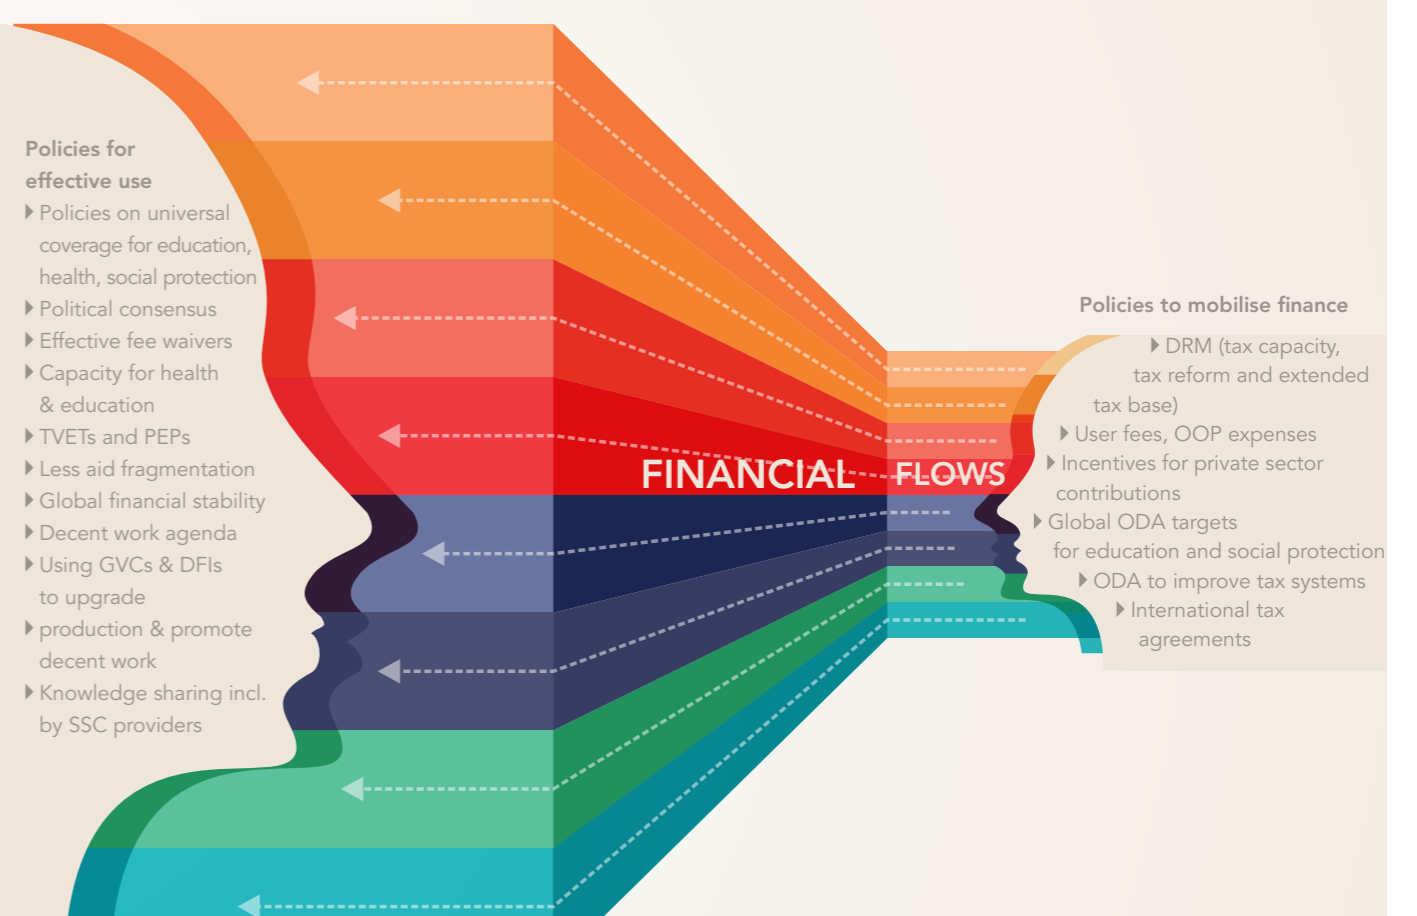 Policies for
effective use
Policies on universal
coverage for education,
health, social protection
Political consensus
Effective fee waivers
Capacity for health
& education
TVETs and PEPs
Less aid fragmentation
Global financial stability
Decent work agenda
Using GVCs & DFIs
to upgrade
production & promote
decent work
Knowledge sharing incl.
by SSC providers
FINANCIAL FLOWS
Policies to mobilise finance
DRM (tax capacity,
tax reform and extended
tax base)
User fees, OOP expenses
Incentives for private sector
contributions
Global ODA targets
for education and social protection
ODA to improve tax systems
International tax
agreements